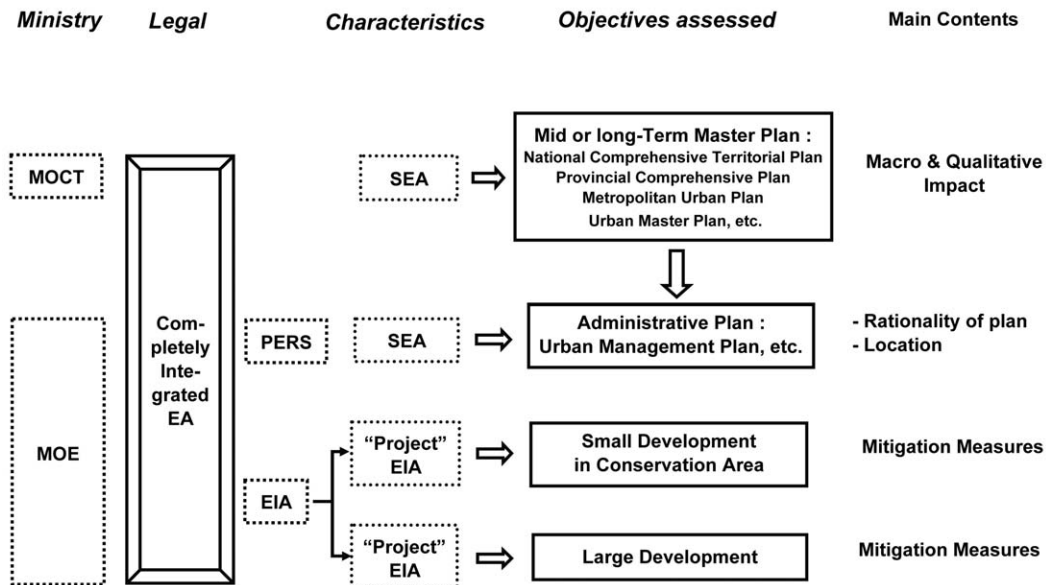 Ministry Legal Characteristics Objectives assessed Main Contents
Mid or long-Term Master Plan :
National Comprehensive Territorial Plan
Provincial Comprehensive Plan
Metropolitan Urban Plan
Urban Master Plan, etc.
MOCT
SEA
Macro & Qualitative
Impact
Com-
pletely
Inte-
grated
EA
MOE
PERS
SEA
Administrative Plan :
Urban Management Plan, etc.
- Rationality of plan
- Location
EIA
“Project”
EIA
Small Development
in Conservation Area
Mitigation Measures
“Project”
EIA
Large Development
Mitigation Measures